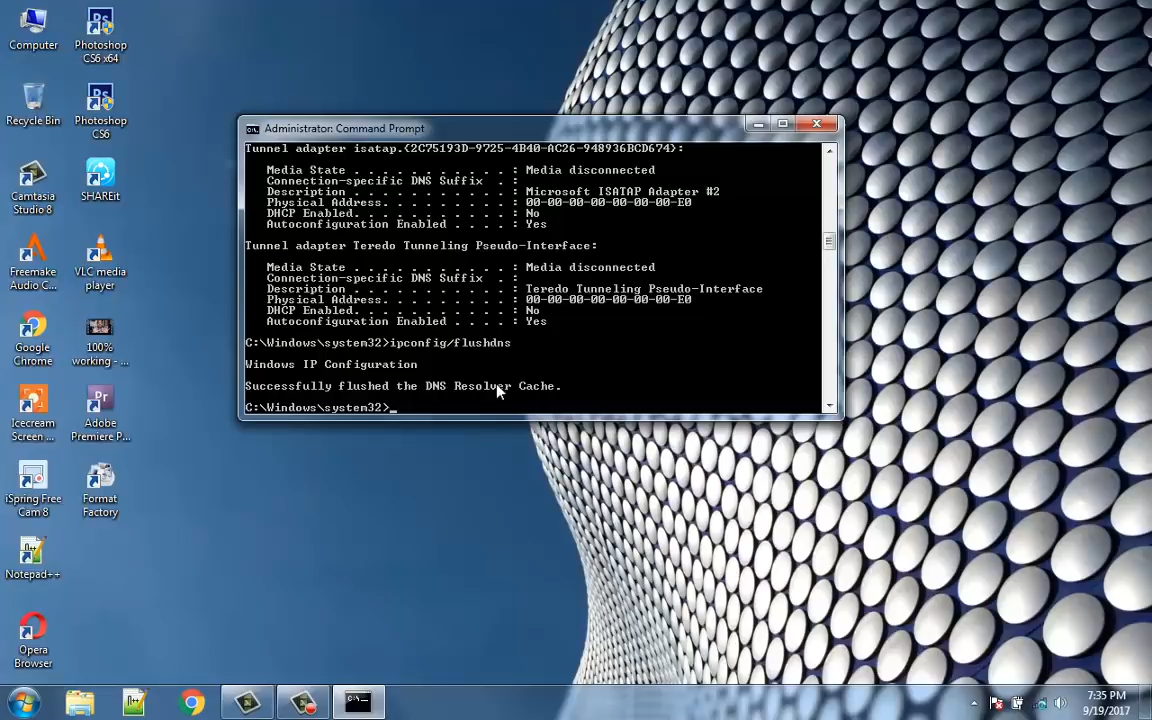 Computer
Photoshop
CS6 x64
Recycle Bin
Photoshop
CS6
Camtasia
Studio 8
SHAREit
Freemake
Audio C...
VLC media
player
Google
Chrome
100%
working - ...
Icecream
Screen ...
Adobe
Premiere P...
iSpring Free
Cam 8
Format
Factory
Notepad++
Opera
Browser
Administrator: Command Prompt
Tunnel adapter isatap.{2C75193D-9725-4B40-AC26-948936BCD674}:
Media State . . . . . . . . . . . : Media disconnected
Connection-specific DNS Suffix  . :
Description . . . . . . . . . . . : Microsoft ISATAP Adapter #2
Physical Address. . . . . . . . . : 00-00-00-00-00-00-00-E0
DHCP Enabled. . . . . . . . . . . : No
Autoconfiguration Enabled . . . . : Yes
Tunnel adapter Teredo Tunneling Pseudo-Interface:
Media State . . . . . . . . . . . : Media disconnected
Connection-specific DNS Suffix  . :
Description . . . . . . . . . . . : Teredo Tunneling Pseudo-Interface
Physical Address. . . . . . . . . : 00-00-00-00-00-00-00-E0
DHCP Enabled. . . . . . . . . . . : No
Autoconfiguration Enabled . . . . : Yes
C:\Windows\system32>ipconfig/flushdns
Windows IP Configuration
Successfully flushed the DNS Resolver Cache.
C:\Windows\system32>_
7:35 PM
9/19/2017